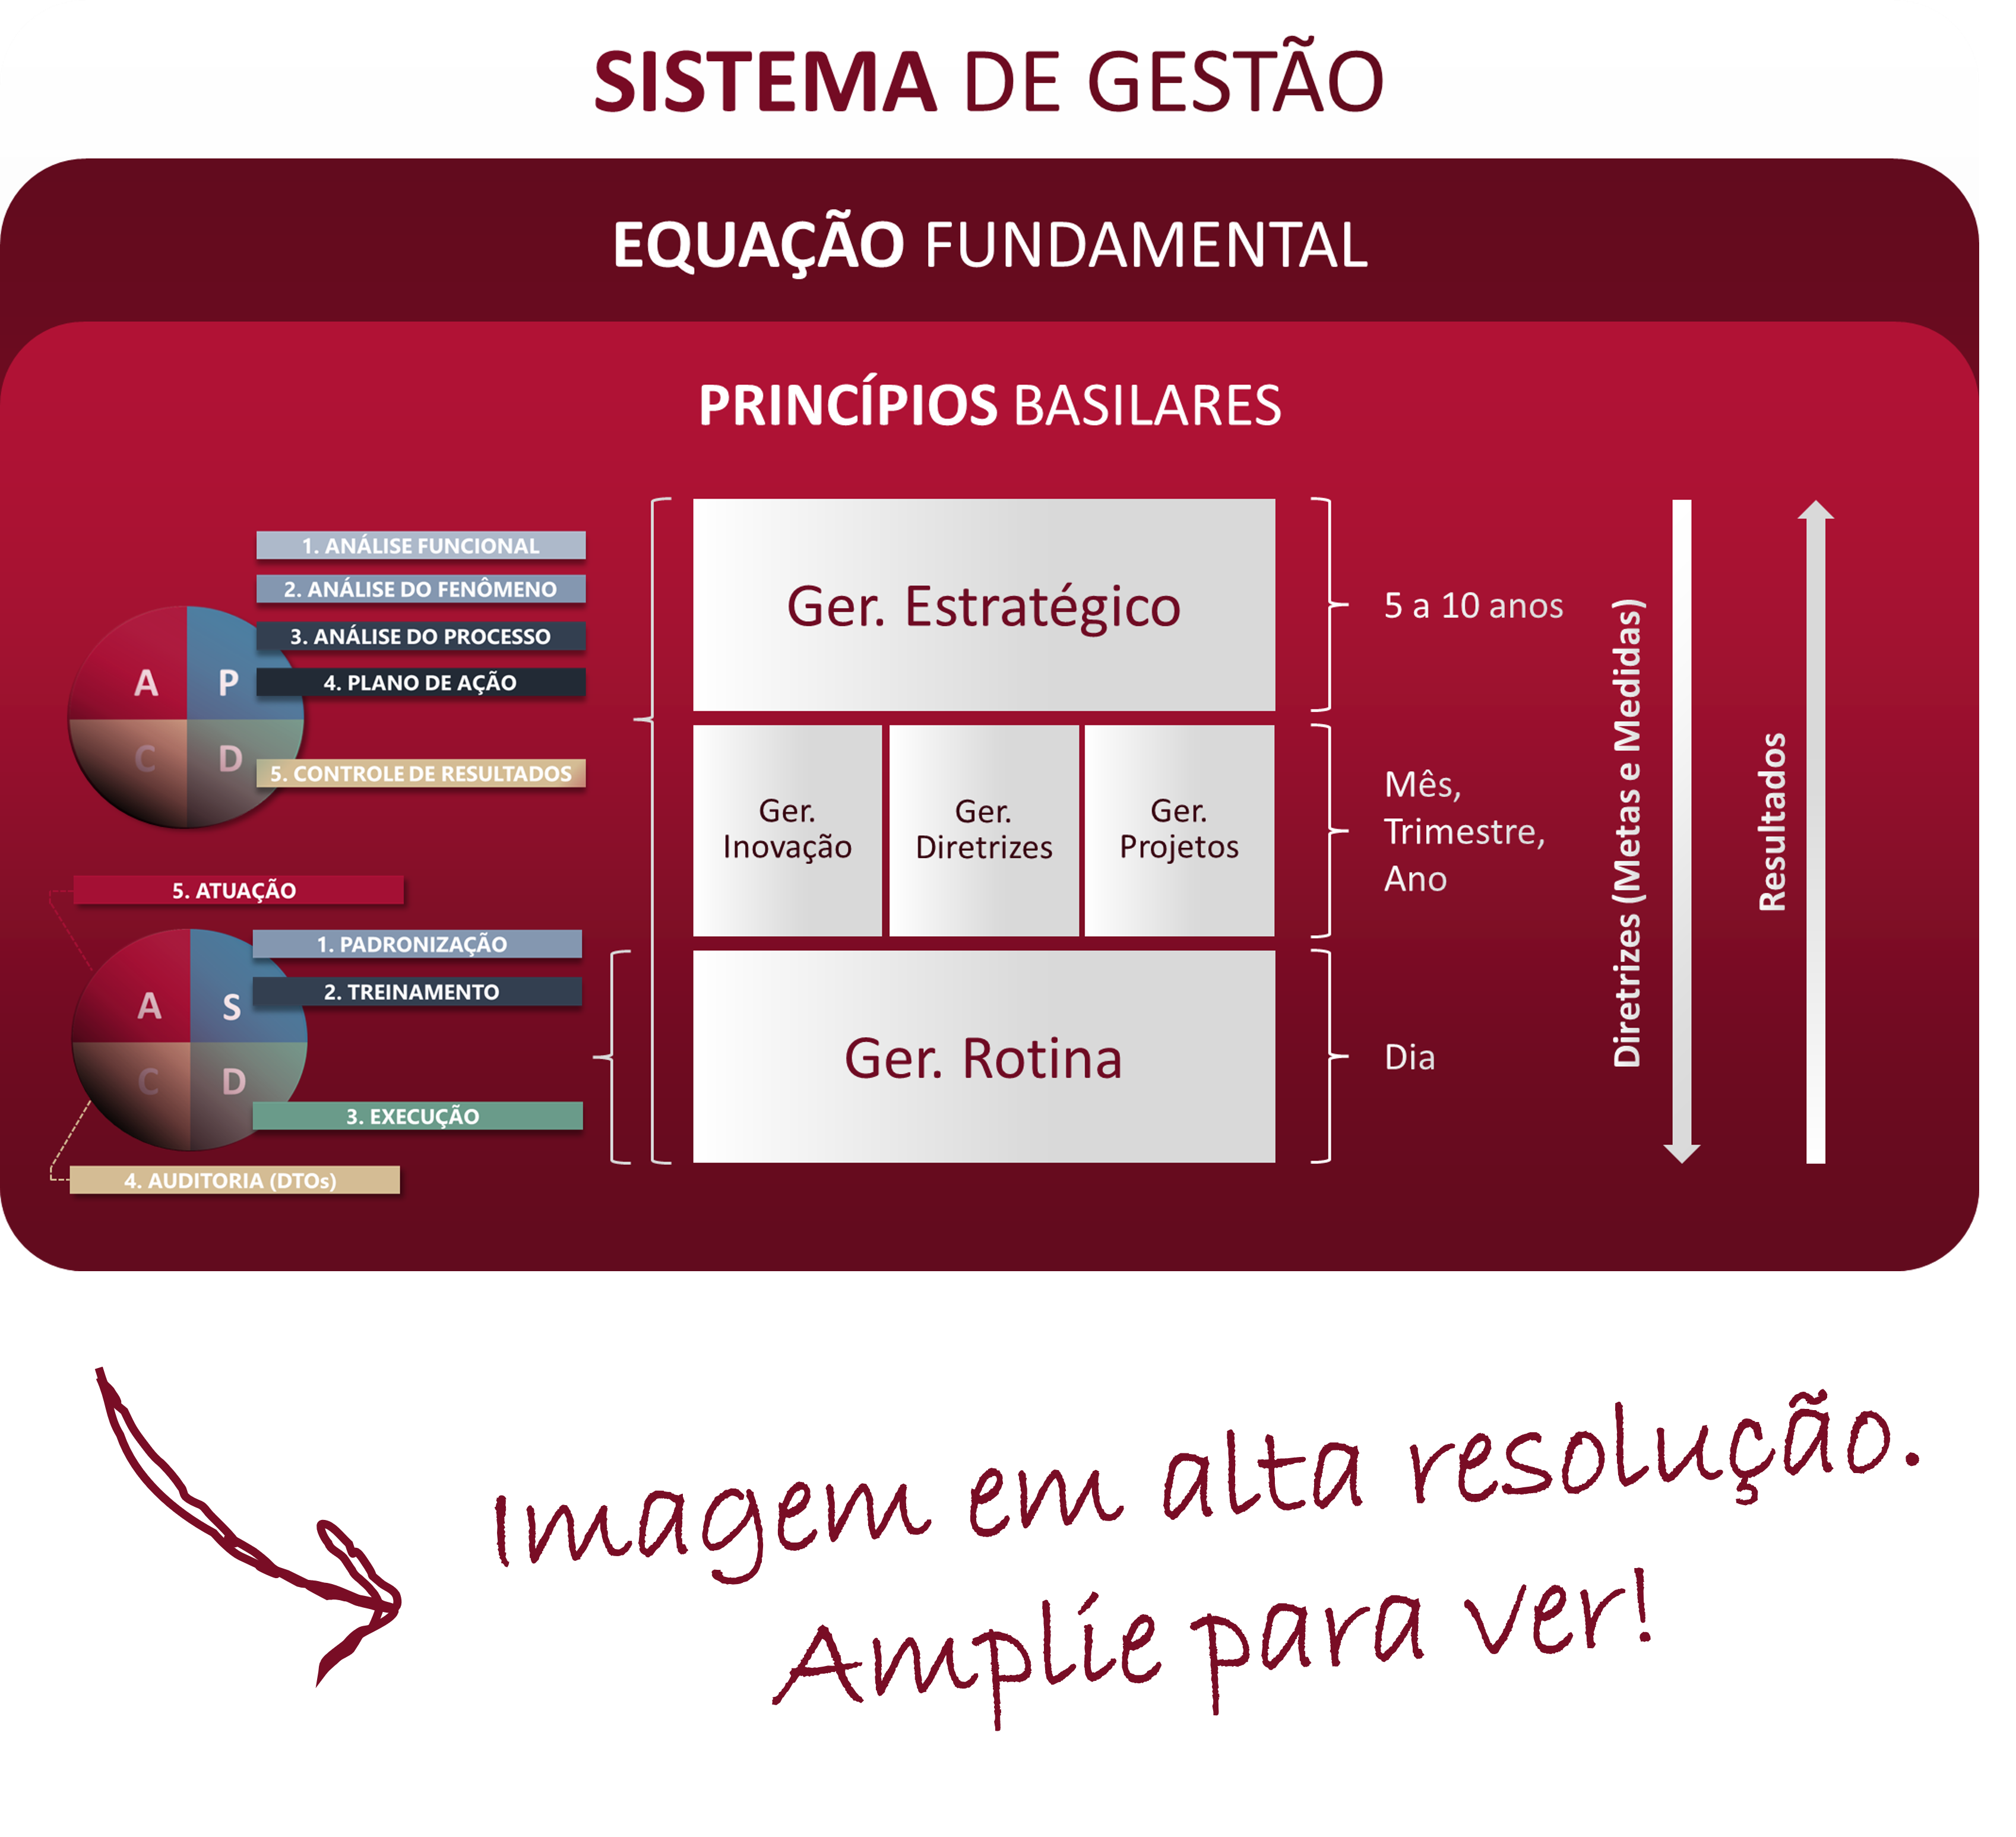 SISTEMA DE GESTÃO
EQUAÇÃO FUNDAMENTAL
PRINCÍPIOS BASILARES
1. ANÁLISE FUNCIONAL
2. ANÁLISE DO FENÔMENO
3. ANÁLISE DO PROCESSO
4. PLANO DE AÇÃO
A P
C D
5. CONTROLE DE RESULTADOS
5. ATUAÇÃO
1. PADRONIZAÇÃO
2. TREINAMENTO
A S
C D
3. EXECUÇÃO
4. AUDITORIA (DTOs)
Ger. Estratégico
Ger.
Inovação
Ger.
Diretrizes
Ger.
Projetos
Ger. Rotina
5 a 10 anos
Mês,
Trimestre,
Ano
Dia
Diretrizes (Metas e Medidas)
Resultados
Imagem em alta resolução.
Amplie para ver!